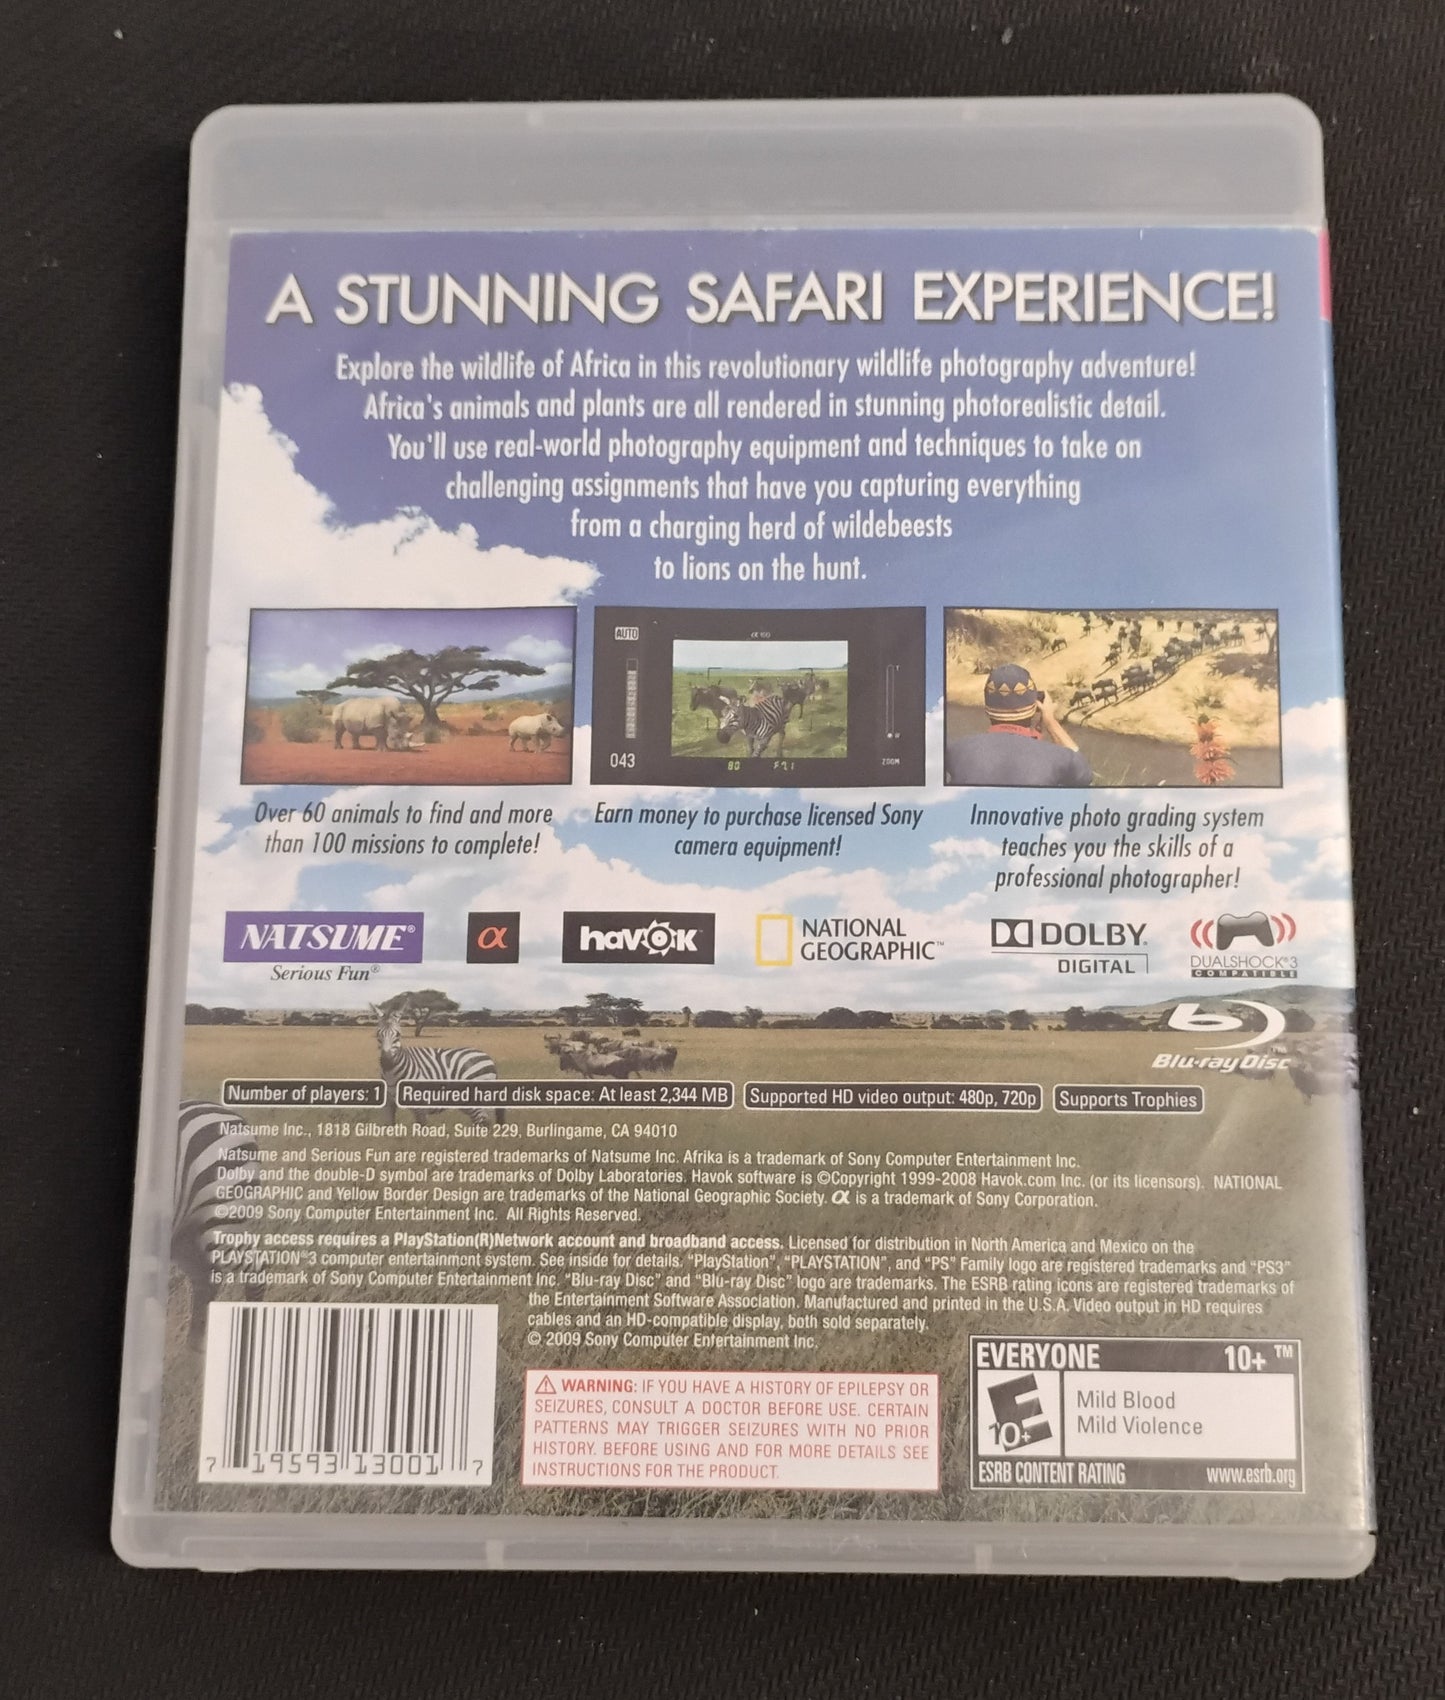 A STUNNING SAFARI EXPERIENCE!
Explore the wildlife of Africa in this revolutionary wildlife photography adventure!
Africa's animals and plants are all rendered in stunning photorealistic detail.
You'll use real-world photography equipment and techniques to take on
challenging assignments that have you capturing everything
from a charging herd of wildebeests
to lions on the hunt.
AUTO
α 60
T
W
043
80 F7.1
ZOOM
Over 60 animals to find and more
than 100 missions to complete!
Earn money to purchase licensed Sony
camera equipment!
Innovative photo grading system
teaches you the skills of a
professional photographer!
NATSUME®
Serious Fun®
α
havok
NATIONAL
GEOGRAPHIC™
DOLBY®
DIGITAL
DUALSHOCK®3
COMPATIBLE
Blu-ray Disc™
Number of players: 1
Required hard disk space: At least 2,344 MB
Supported HD video output: 480p, 720p
Supports Trophies
Natsume Inc., 1818 Gilbreth Road, Suite 229, Burlingame, CA 94010
Natsume and Serious Fun are registered trademarks of Natsume Inc. Afrika is a trademark of Sony Computer Entertainment Inc.
Dolby and the double-D symbol are trademarks of Dolby Laboratories. Havok software is ©Copyright 1999-2008 Havok.com Inc. (or its licensors). NATIONAL
GEOGRAPHIC and Yellow Border Design are trademarks of the National Geographic Society. α is a trademark of Sony Corporation.
©2009 Sony Computer Entertainment Inc. All Rights Reserved.
Trophy access requires a PlayStation(R)Network account and broadband access. Licensed for distribution in North America and Mexico on the
PLAYSTATION®3 computer entertainment system. See inside for details. "PlayStation", "PLAYSTATION", and "PS" Family logo are registered trademarks and "PS3"
is a trademark of Sony Computer Entertainment Inc. "Blu-ray Disc" and "Blu-ray Disc" logo are trademarks. The ESRB rating icons are registered trademarks of
the Entertainment Software Association. Manufactured and printed in the U.S.A. Video output in HD requires
cables and an HD-compatible display, both sold separately.
© 2009 Sony Computer Entertainment Inc.
7 19593 13001 7
WARNING: IF YOU HAVE A HISTORY OF EPILEPSY OR
SEIZURES, CONSULT A DOCTOR BEFORE USE. CERTAIN
PATTERNS MAY TRIGGER SEIZURES WITH NO PRIOR
HISTORY. BEFORE USING AND FOR MORE DETAILS SEE
INSTRUCTIONS FOR THE PRODUCT.
EVERYONE 10+™
E
10+
Mild Blood
Mild Violence
ESRB CONTENT RATING www.esrb.org